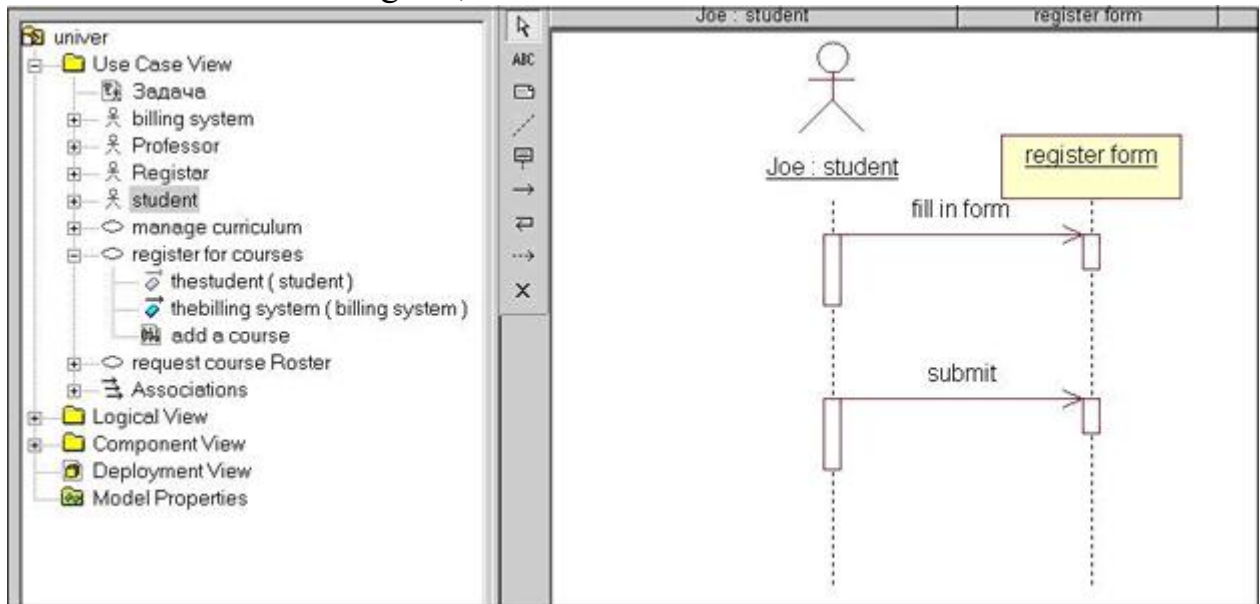 univer
Use Case View
Задача
billing system
Professor
Registar
student
manage curriculum
register for courses
thestudent ( student )
thebilling system ( billing system )
add a course
request course Roster
Associations
Logical View
Component View
Deployment View
Model Properties
ABC
Joe : student
register form
Joe : student
register form
fill in form
submit